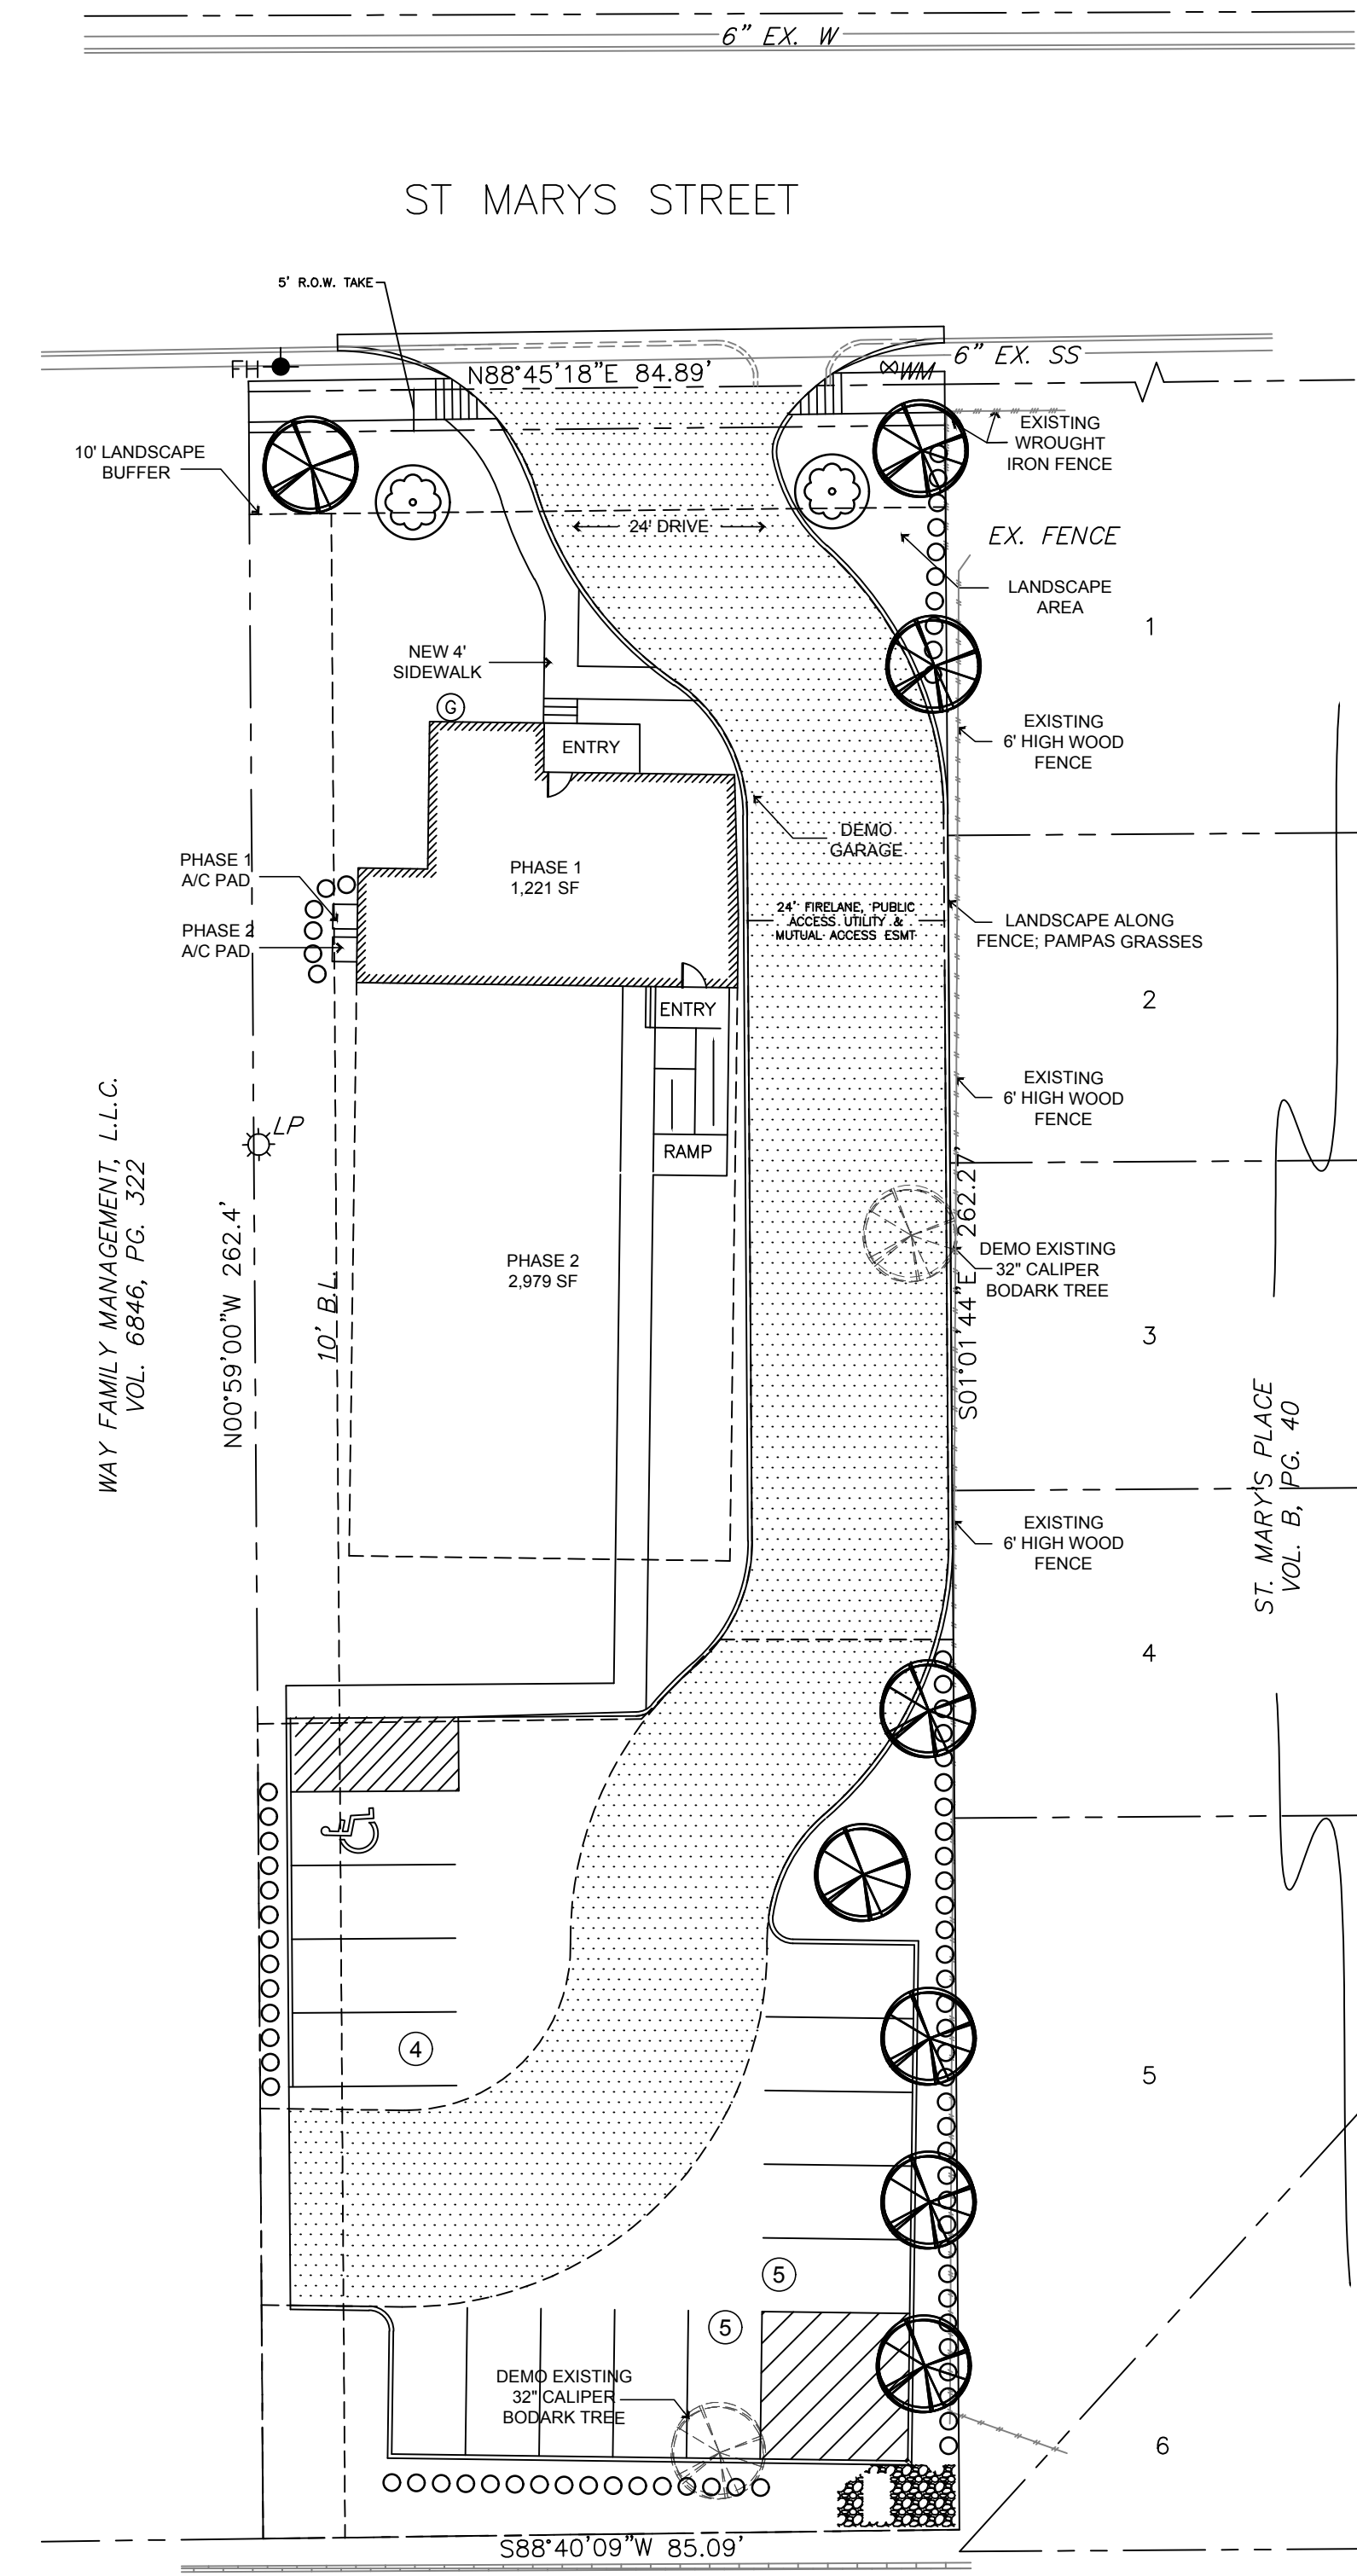 6" EX. W
ST MARYS STREET
5' R.O.W. TAKE
FH
N88°45'18"E 84.89'
WM
6" EX. SS
10' LANDSCAPE
BUFFER
EXISTING
WROUGHT
IRON FENCE
24' DRIVE
EX. FENCE
LANDSCAPE
AREA
1
NEW 4'
SIDEWALK
G
ENTRY
EXISTING
6' HIGH WOOD
FENCE
DEMO
GARAGE
PHASE 1
A/C PAD
PHASE 1
1,221 SF
24' FIRELANE, PUBLIC
ACCESS UTILITY &
MUTUAL ACCESS ESMT
LANDSCAPE ALONG
FENCE; PAMPAS GRASSES
PHASE 2
A/C PAD
2
ENTRY
EXISTING
6' HIGH WOOD
FENCE
LP
RAMP
WAY FAMILY MANAGEMENT, L.L.C.
VOL. 6846, PG. 322
N00°59'00"W 262.4'
10' B.L.
PHASE 2
2,979 SF
S01°01'44"E 262.27'
DEMO EXISTING
32" CALIPER
BODARK TREE
3
ST. MARY'S PLACE
VOL. B, PG. 40
EXISTING
6' HIGH WOOD
FENCE
4
4
5
5
5
DEMO EXISTING
32" CALIPER
BODARK TREE
6
S88°40'09"W 85.09'